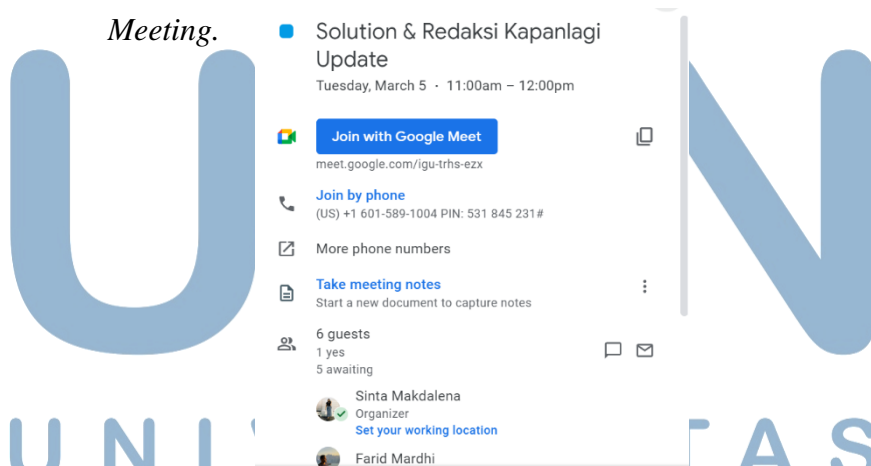 Meeting.
Solution & Redaksi Kapanlagi
Update
Tuesday, March 5 · 11:00am – 12:00pm
Join with Google Meet
meet.google.com/igu-trhs-ezx
Join by phone
(US) +1 601-589-1004 PIN: 531 845 231#
More phone numbers
Take meeting notes
Start a new document to capture notes
6 guests
1 yes
5 awaiting
Sinta Makdalena
Organizer
Set your working location
Farid Mardhi